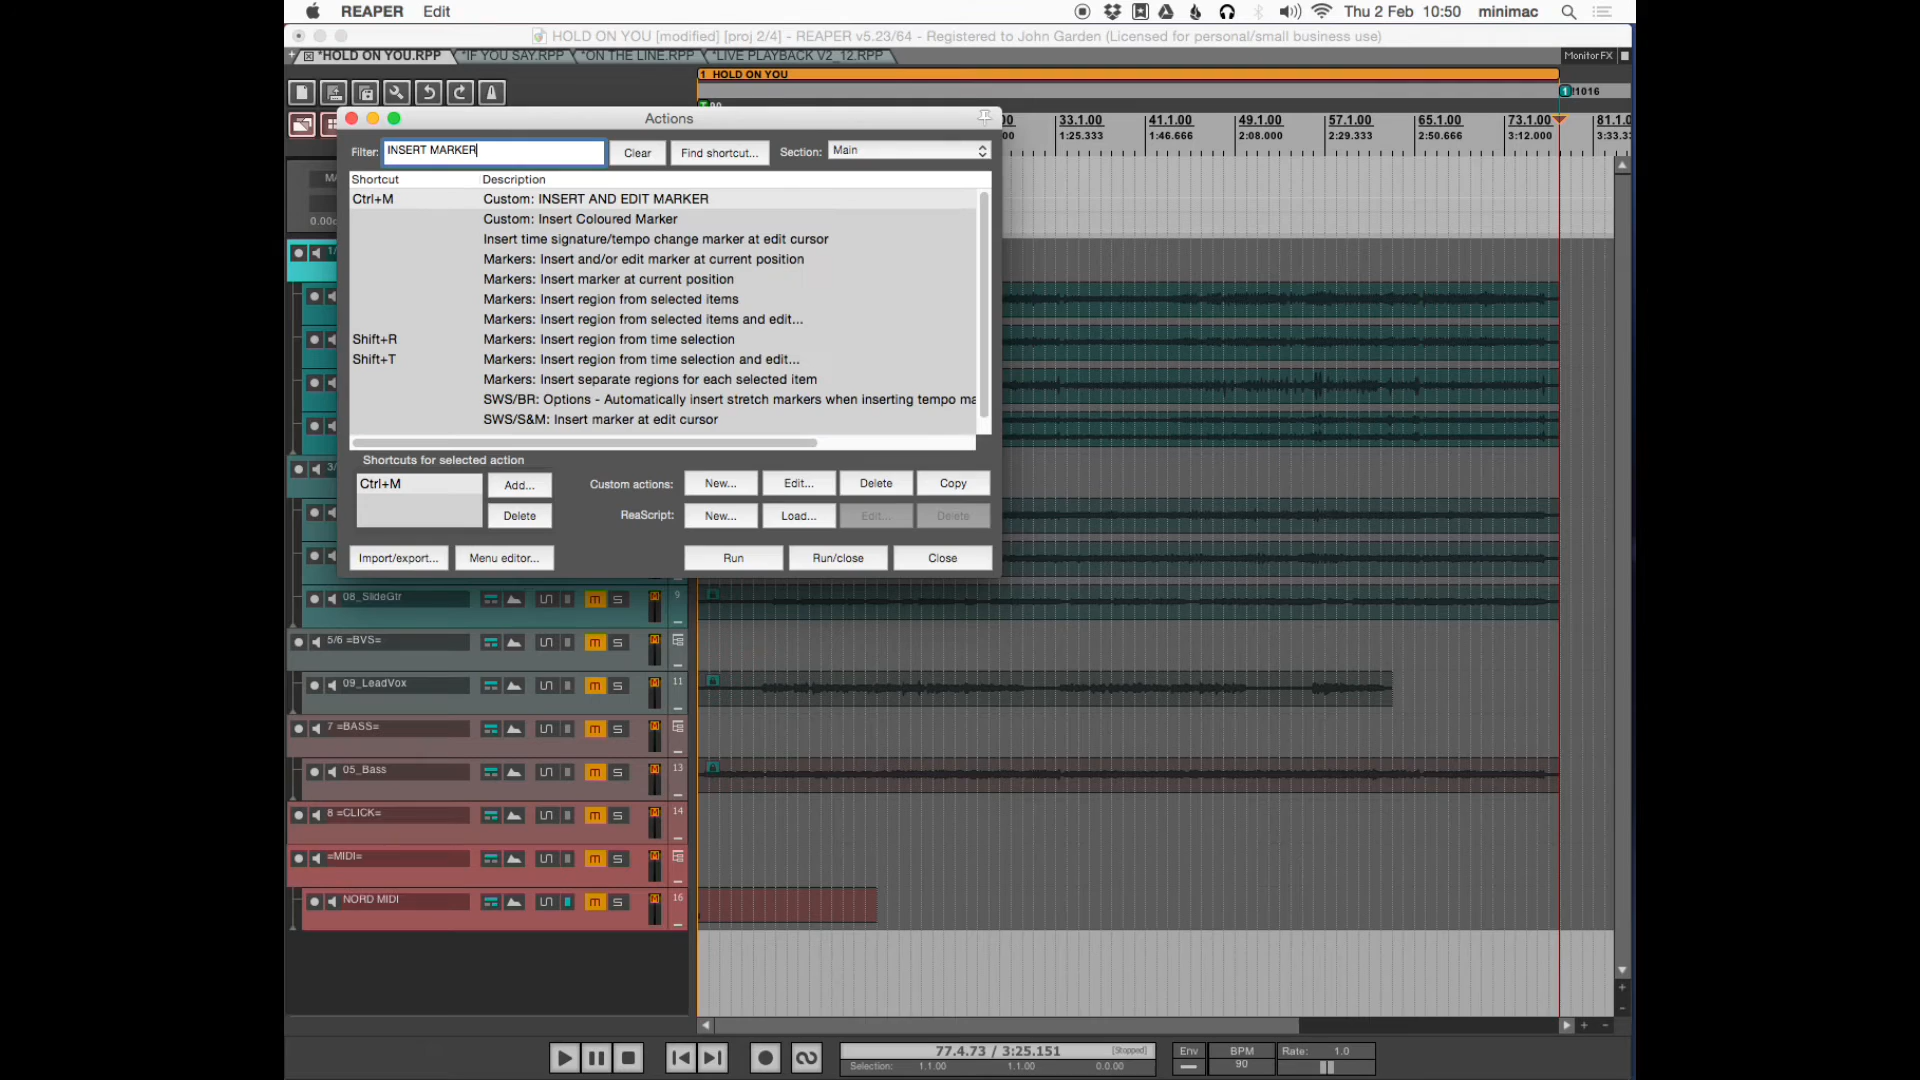 REAPER Edit Thu 2 Feb 10:50 minimac
HOLD ON YOU [modified] [proj 2/4] - REAPER v5.23/64 - Registered to John Garden (Licensed for personal/small business use)
*HOLD ON YOU.RPP *IF YOU SAY.RPP *ON THE LINE.RPP *LIVE PLAYBACK V2_12.RPP Monitor FX
1 HOLD ON YOU
1 !1016
Actions
33.1.00 41.1.00 49.1.00 57.1.00 65.1.00 73.1.00
1:25.333 1:46.666 2:08.000 2:29.333 2:50.666 3:12.000
Filter: INSERT MARKER Clear Find shortcut... Section: Main
Shortcut Description
Ctrl+M Custom: INSERT AND EDIT MARKER
Custom: Insert Coloured Marker
Insert time signature/tempo change marker at edit cursor
Markers: Insert and/or edit marker at current position
Markers: Insert marker at current position
Markers: Insert region from selected items
Markers: Insert region from selected items and edit...
Shift+R Markers: Insert region from time selection
Shift+T Markers: Insert region from time selection and edit...
Markers: Insert separate regions for each selected item
SWS/BR: Options - Automatically insert stretch markers when inserting tempo ma
SWS/S&M: Insert marker at edit cursor
Shortcuts for selected action
Ctrl+M Add... Custom actions: New... Edit... Delete Copy
Delete ReaScript: New... Load... Edit... Delete
Import/export... Menu editor... Run Run/close Close
08_SlideGtr m S M 9
5/6 =BVS= m S M
09_LeadVox m S M 11
7 =BASS= m S M
05_Bass m S M 13
8 =CLICK= m S M 14
=MIDI= m S M
NORD MIDI m S M 16
77.4.73 / 3:25.151 [Stopped] Env BPM Rate: 1.0
Selection: 1.1.00 1.1.00 0.0.00 90